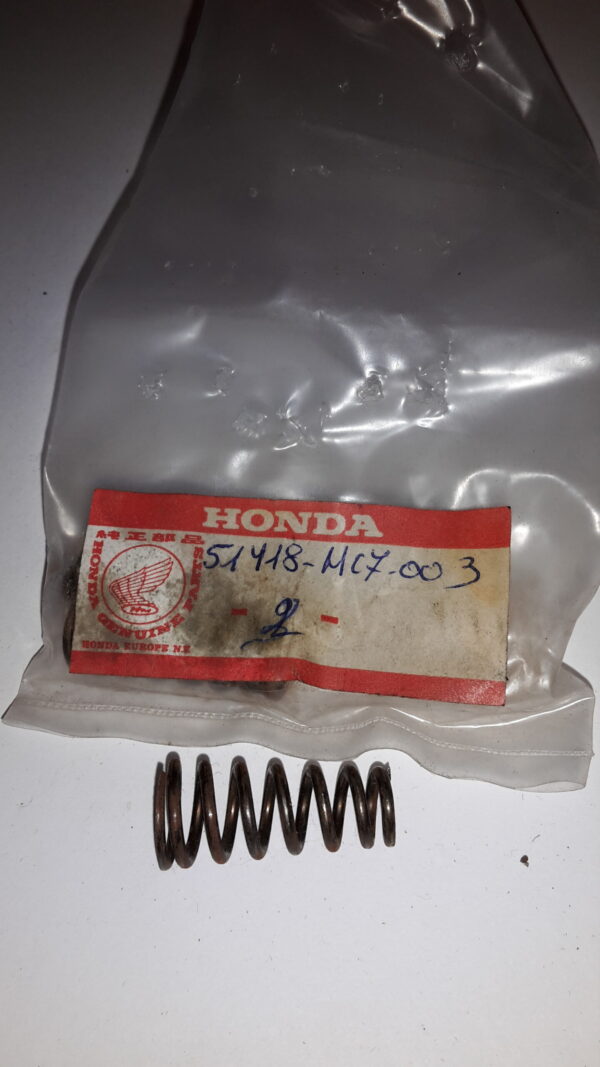 HONDA
純正部品
HONDA GENUINE PARTS
51418-MC7-003
- 2 -
HONDA EUROPE N.V.